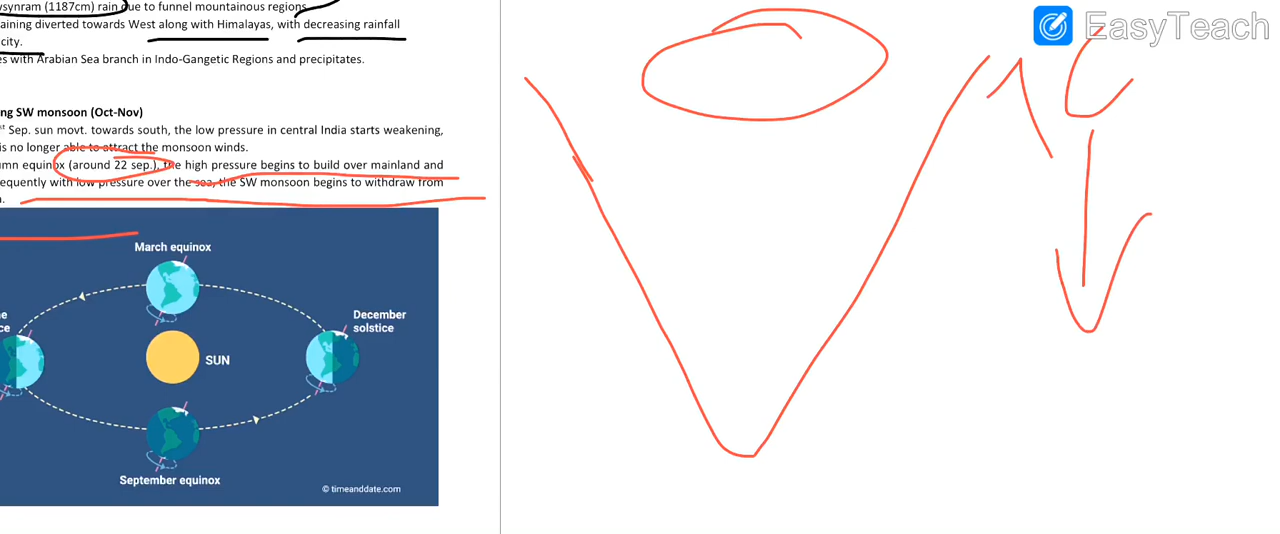 (1187cm) rain due to funnel mountainous regions
aining diverted towards West along with Himalayas, with decreasing rainfall
city.
es with Arabian Sea branch in Indo-Gangetic Regions and precipitates.
ng SW monsoon (Oct-Nov)
Sep. sun movt. towards south, the low pressure in central India starts weakening,
is no longer able to attract the monsoon winds.
umn equinox (around 22 sep.), the high pressure begins to build over mainland and
equently with low pressure over the sea, the SW monsoon begins to withdraw from
March equinox
December
solstice
SUN
September equinox
© timeanddate.com
EasyTeach